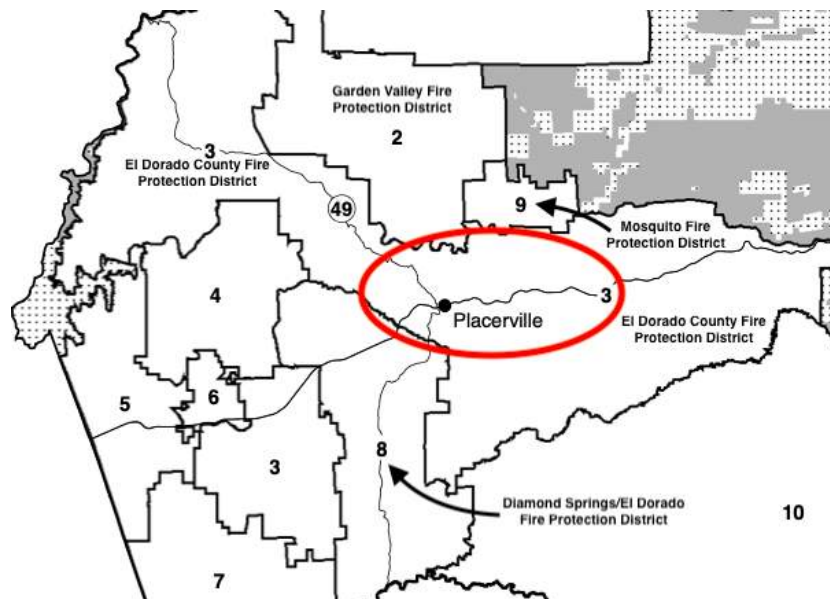 Garden Valley Fire
Protection District
2
3
El Dorado County Fire
Protection District
49
9
Mosquito Fire
Protection District
4
3
Placerville
El Dorado County Fire
Protection District
5
6
8
3
Diamond Springs/El Dorado
Fire Protection District
10
7